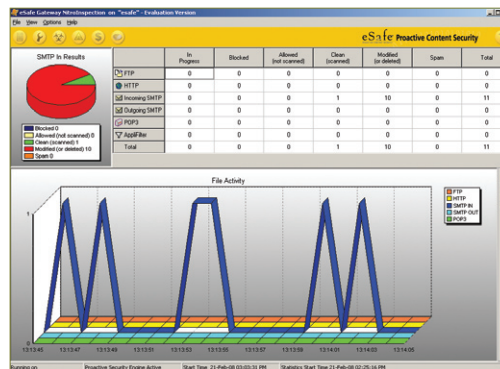 eSafe Gateway NitroInspection on "esafe" - Evaluation Version
File View Options Help
eSafe Proactive Content Security
SMTP In Results
Blocked 0
Allowed (not scanned) 0
Clean (scanned) 1
Modified (or deleted) 10
Spam 0
In Progress Blocked Allowed (not scanned) Clean (scanned) Modified (or deleted) Spam Total
FTP 0 0 0 0 0 0 0
HTTP 0 0 0 0 0 0 0
Incoming SMTP 0 0 0 1 10 0 11
Outgoing SMTP 0 0 0 0 0 0 0
POP3 0 0 0 0 0 0 0
AppliFilter 0 0 0 0 0 0 0
Total 0 0 0 1 10 0 11
File Activity
1
0
FTP
HTTP
SMTP IN
SMTP OUT
POP3
13:13:45 13:13:47 13:13:49 13:13:51 13:13:53 13:13:55 13:13:57 13:13:59 13:14:01 13:14:03 13:14:05
Running on Proactive Security Engine Active Start Time 21-Feb-08 03:03:31 PM Statistics Start Time 21-Feb-08 02:25:16 PM